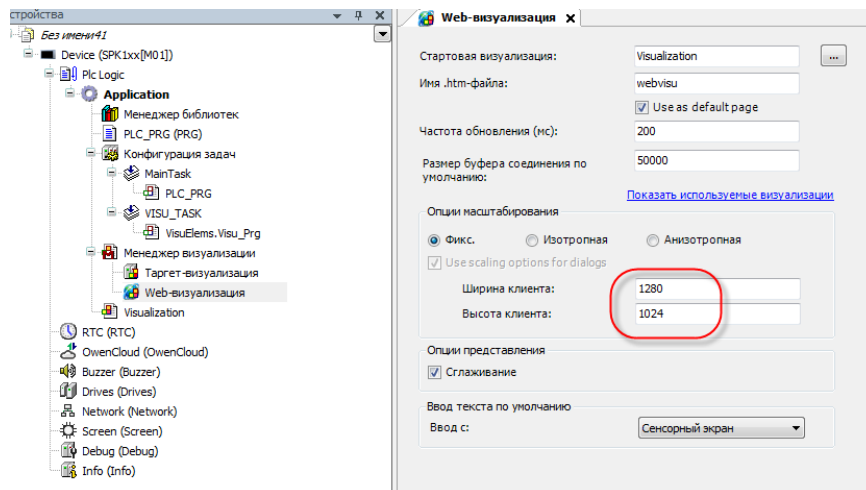 стройства
Без имени41
Device (SPK1xx[M01])
Plc Logic
Application
Менеджер библиотек
PLC_PRG (PRG)
Конфигурация задач
MainTask
PLC_PRG
VISU_TASK
VisuElems.Visu_Prg
Менеджер визуализации
Таргет-визуализация
Web-визуализация
Visualization
RTC (RTC)
OwenCloud (OwenCloud)
Buzzer (Buzzer)
Drives (Drives)
Network (Network)
Screen (Screen)
Debug (Debug)
Info (Info)
Web-визуализация
Стартовая визуализация: Visualization ...
Имя .htm-файла: webvisu
Use as default page
Частота обновления (мс): 200
Размер буфера соединения по 50000
умолчанию:
Показать используемые визуализации
Опции масштабирования
Фикс. Изотропная Анизотропная
Use scaling options for dialogs
Ширина клиента: 1280
Высота клиента: 1024
Опции представления
Сглаживание
Ввод текста по умолчанию
Ввод с: Сенсорный экран